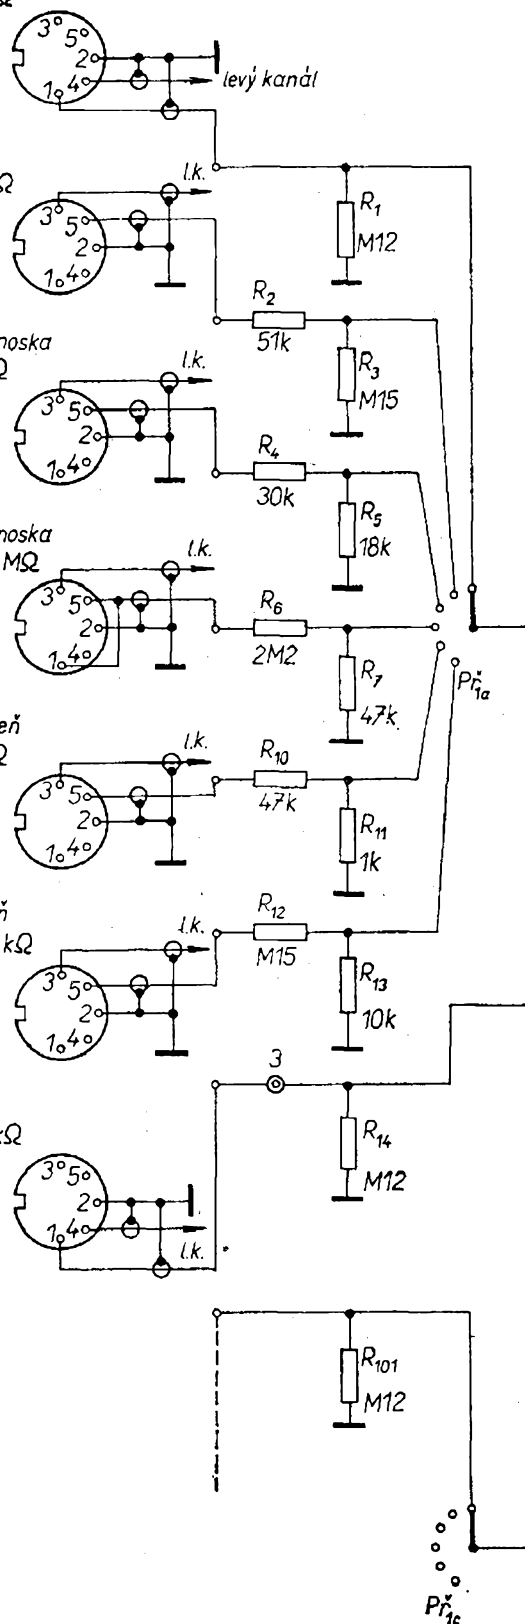 Ω
3 5 2 4 1
levý kanál
l.k.
Ω
3 5 2 4 1
R1
M12
R2
51k
noska
Ω
l.k.
R3
M15
3 5 2 4 1
R4
30k
R5
18k
noska
MΩ
l.k.
3 5 2 4 1
R6
2M2
R7
47k
Př1a
eň
Ω
l.k.
3 5 2 4 1
R10
47k
R11
1k
ň
kΩ
l.k.
3 5 2 4 1
R12
M15
R13
10k
3
kΩ
R14
M12
3 5 2 4 1
l.k.
R101
M12
Př1c